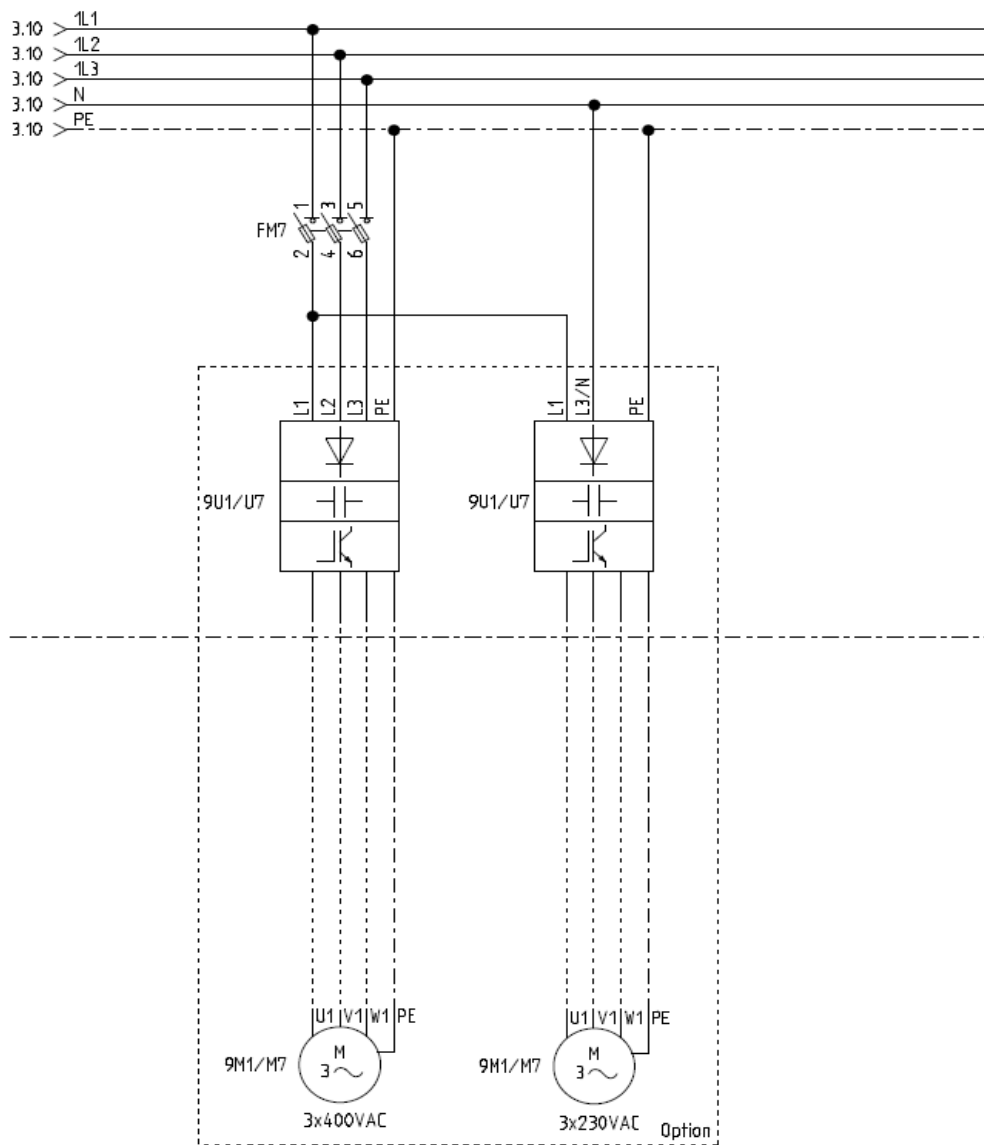 3.10 1L1
3.10 1L2
3.10 1L3
3.10 N
3.10 PE
1 3 5
FM7
2 4 6
L1 L2 L3 PE
L1 L3/N PE
9U1/U7
9U1/U7
U1 V1 W1 PE
U1 V1 W1 PE
9M1/M7
M
3
9M1/M7
M
3
3x400VAC
3x230VAC
Option